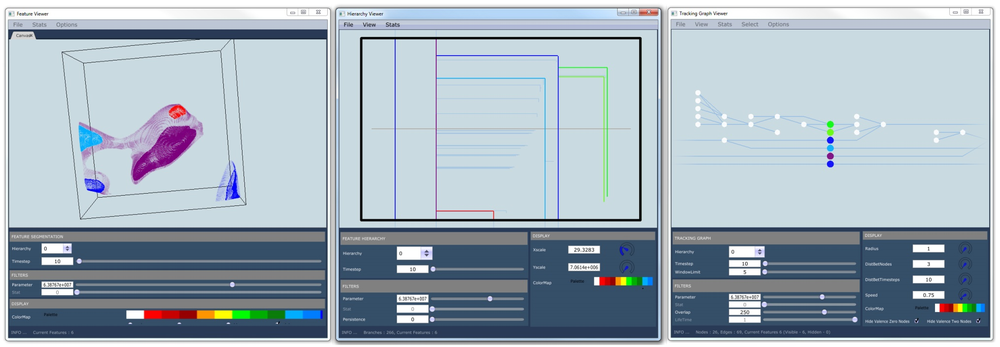 Feature Viewer
File Stats Options
Canvas
FEATURE SEGMENTATION
Hierarchy 0
Timestep 10
FILTERS
Parameter 6.38767e+007
Stat 0
DISPLAY
ColorMap Palette
INFO ... Current Features : 6
Hierarchy Viewer
File View Stats
FEATURE HIERARCHY
Hierarchy 0
Timestep 10
FILTERS
Parameter 6.38767e+007
Stat 0
Persistence 0
DISPLAY
Xscale 29.3283
Yscale 7.0614e+006
ColorMap Palette
INFO ... Branches : 266, Current Features : 6
Tracking Graph Viewer
File View Stats Select Options
TRACKING GRAPH
Hierarchy 0
Timestep 10
WindowLimit 5
FILTERS
Parameter 6.38767e+007
Stat 0
Overlap 250
LifeTime 1
DISPLAY
Radius 1
DistBetNodes 3
DistBetTimesteps 10
Speed 0.75
ColorMap Palette
Hide Valence Zero Nodes Hide Valence Two Nodes
INFO ... Nodes : 26, Edges : 69, Current Features 6 (Visible - 6, Hidden - 0)